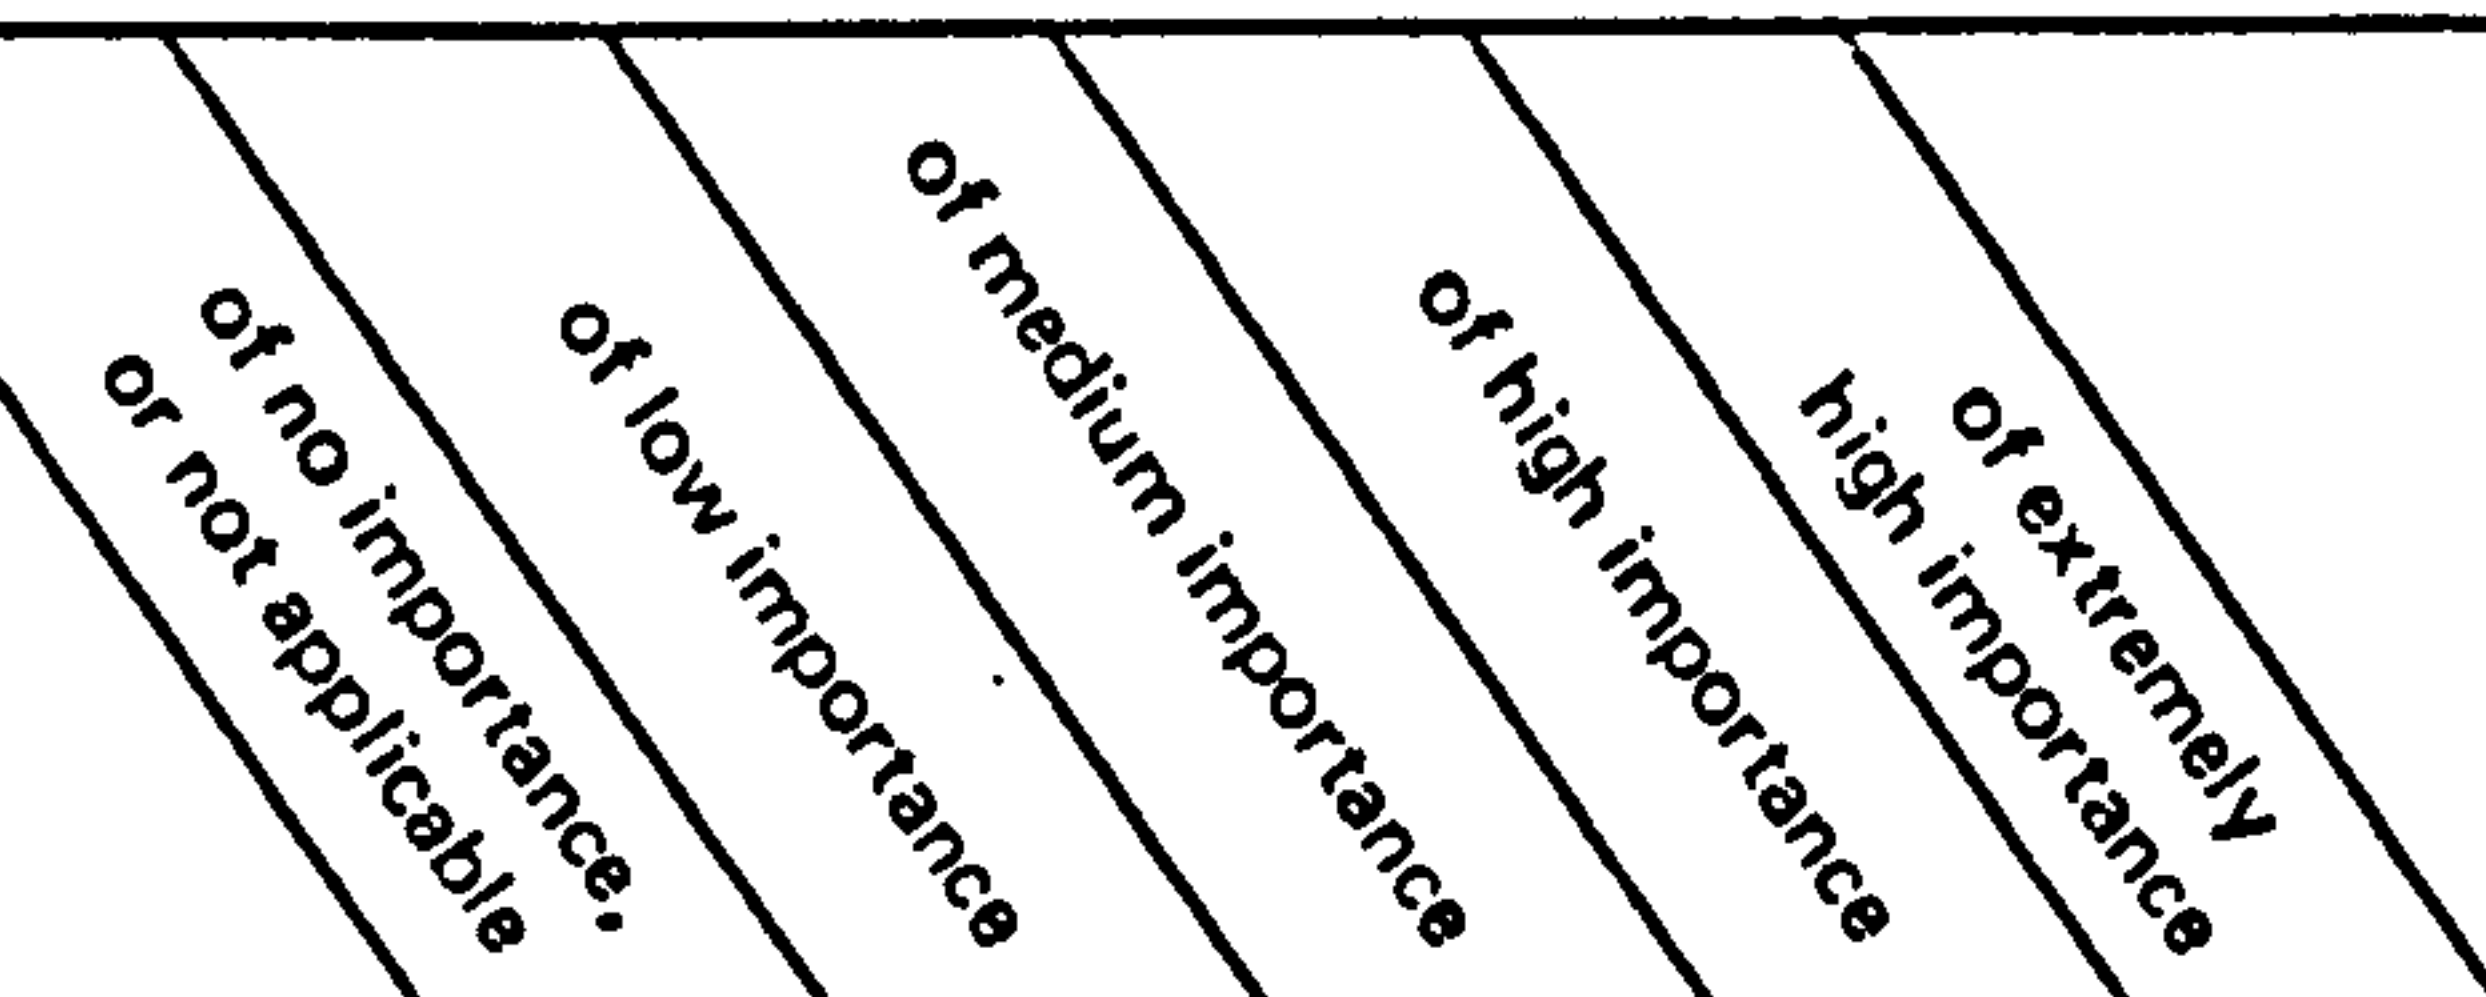 of no importance.
or not applicable
of low importance
of medium importance
of high importance
of extremely
high importance